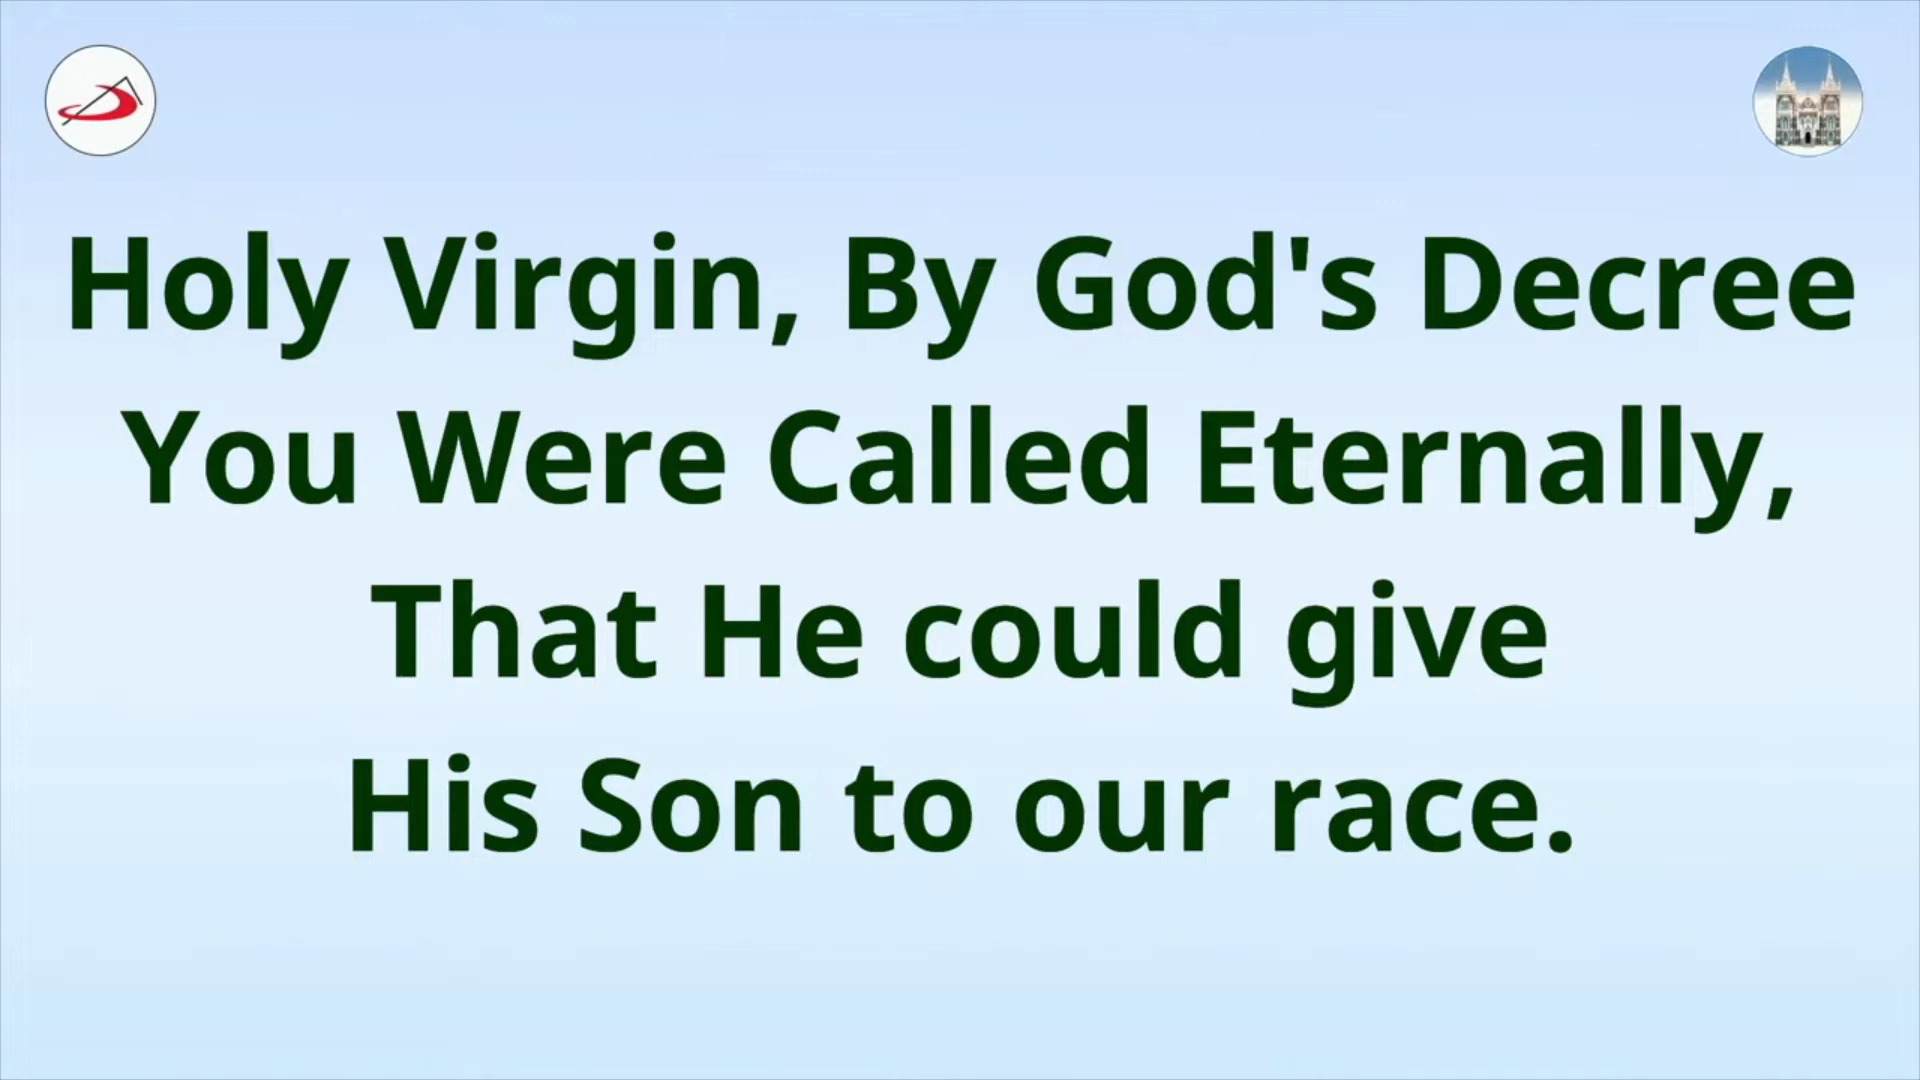 Holy Virgin, By God's Decree
You Were Called Eternally,
That He could give
His Son to our race.